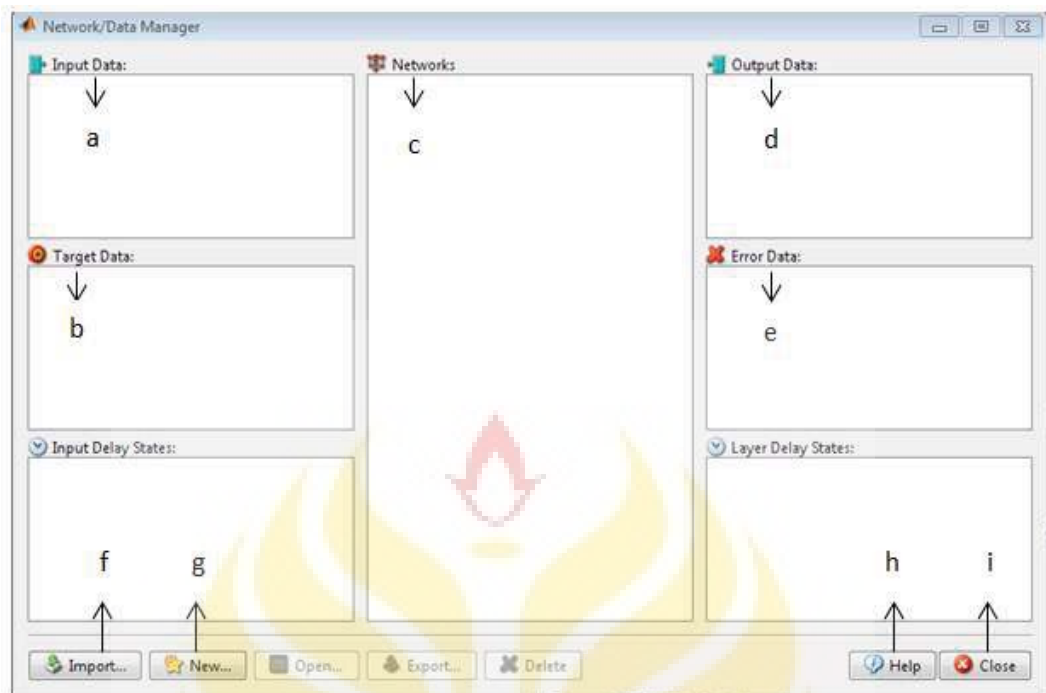 Network/Data Manager
Input Data:
Networks
Output Data:
a
c
d
Target Data:
Error Data:
b
e
Input Delay States:
Layer Delay States:
f
g
h
i
Import...
New...
Open...
Export...
Delete
Help
Close